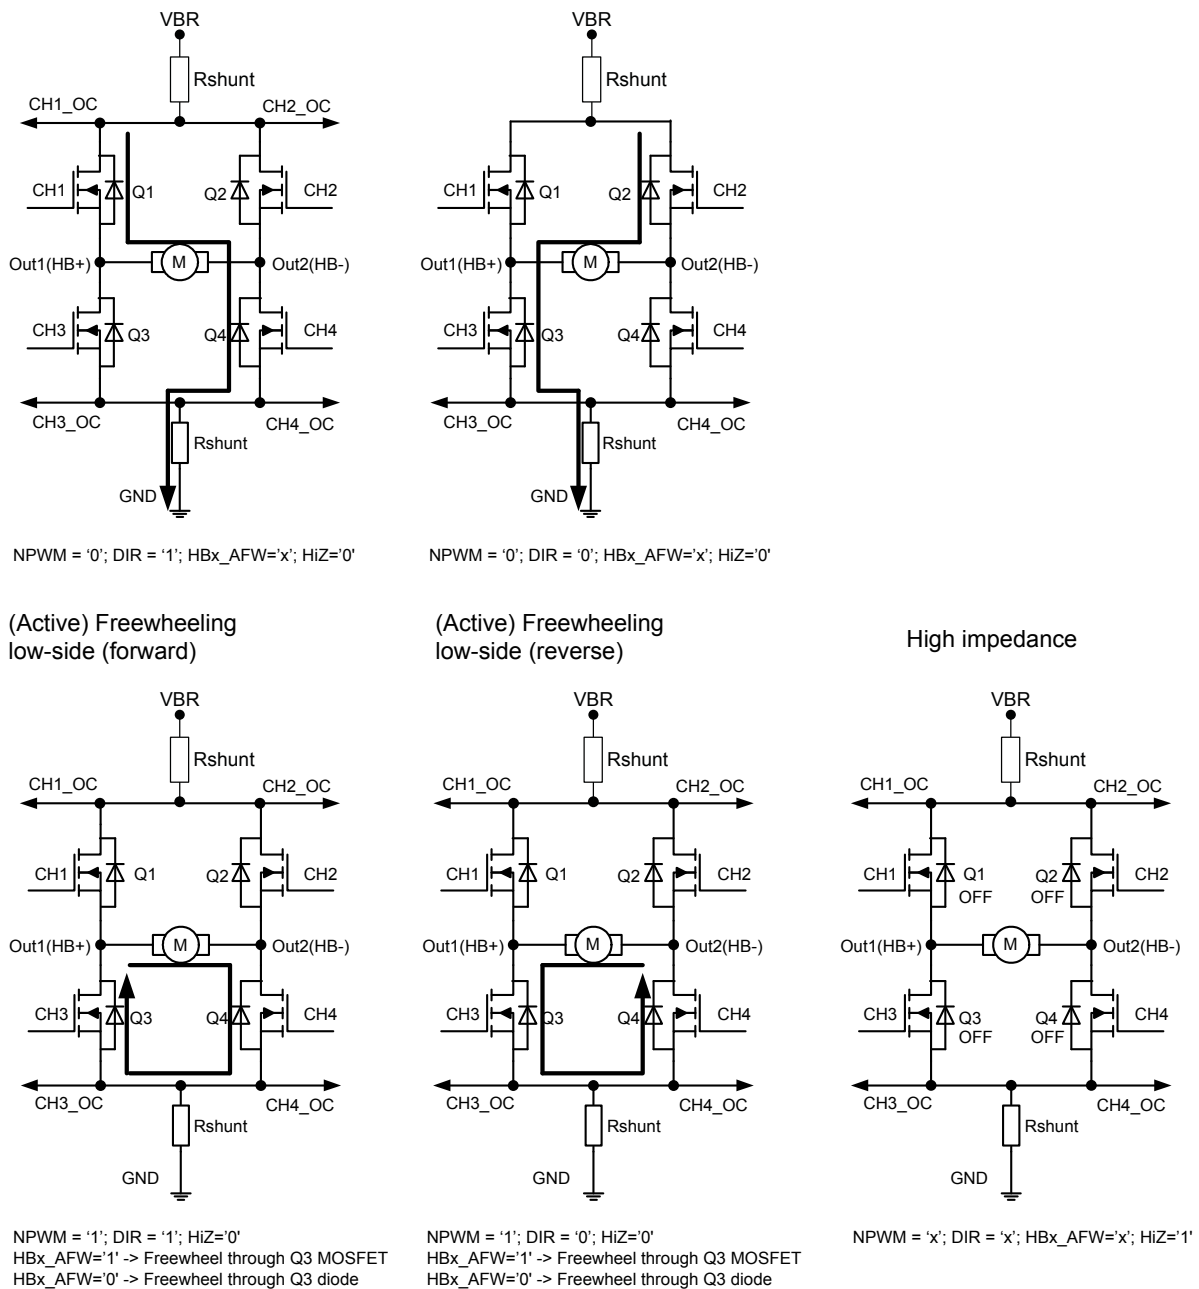 VBR
VBR
Rshunt
Rshunt
CH1_OC
CH2_OC
CH1
Q1
Q2
CH2
CH1
Q1
Q2
CH2
Out1(HB+)
M
Out2(HB-)
Out1(HB+)
M
Out2(HB-)
CH3
Q3
Q4
CH4
CH3
Q3
Q4
CH4
CH3_OC
CH4_OC
CH3_OC
CH4_OC
Rshunt
Rshunt
GND
GND
NPWM = ‘0’; DIR = ‘1’; HBx_AFW=’x’; HiZ=’0'
NPWM = ‘0’; DIR = ‘0’; HBx_AFW=’x’; HiZ=’0'
(Active) Freewheeling
low-side (forward)
(Active) Freewheeling
low-side (reverse)
High impedance
VBR
VBR
VBR
Rshunt
Rshunt
Rshunt
CH1_OC
CH2_OC
CH1_OC
CH2_OC
CH1_OC
CH2_OC
CH1
Q1
Q2
CH2
CH1
Q1
Q2
CH2
CH1
Q1
OFF
Q2
OFF
CH2
Out1(HB+)
M
Out2(HB-)
Out1(HB+)
M
Out2(HB-)
Out1(HB+)
M
Out2(HB-)
CH3
Q3
Q4
CH4
CH3
Q3
Q4
CH4
CH3
Q3
OFF
Q4
OFF
CH4
CH3_OC
CH4_OC
CH3_OC
CH4_OC
CH3_OC
CH4_OC
Rshunt
Rshunt
Rshunt
GND
GND
GND
NPWM = ‘1’; DIR = ‘1’; HiZ=’0'
HBx_AFW=’1' -> Freewheel through Q3 MOSFET
HBx_AFW=’0' -> Freewheel through Q3 diode
NPWM = ‘1’; DIR = ‘0’; HiZ=’0'
HBx_AFW=’1' -> Freewheel through Q3 MOSFET
HBx_AFW=’0' -> Freewheel through Q3 diode
NPWM = ‘x’; DIR = ‘x’; HBx_AFW=’x’; HiZ=’1'